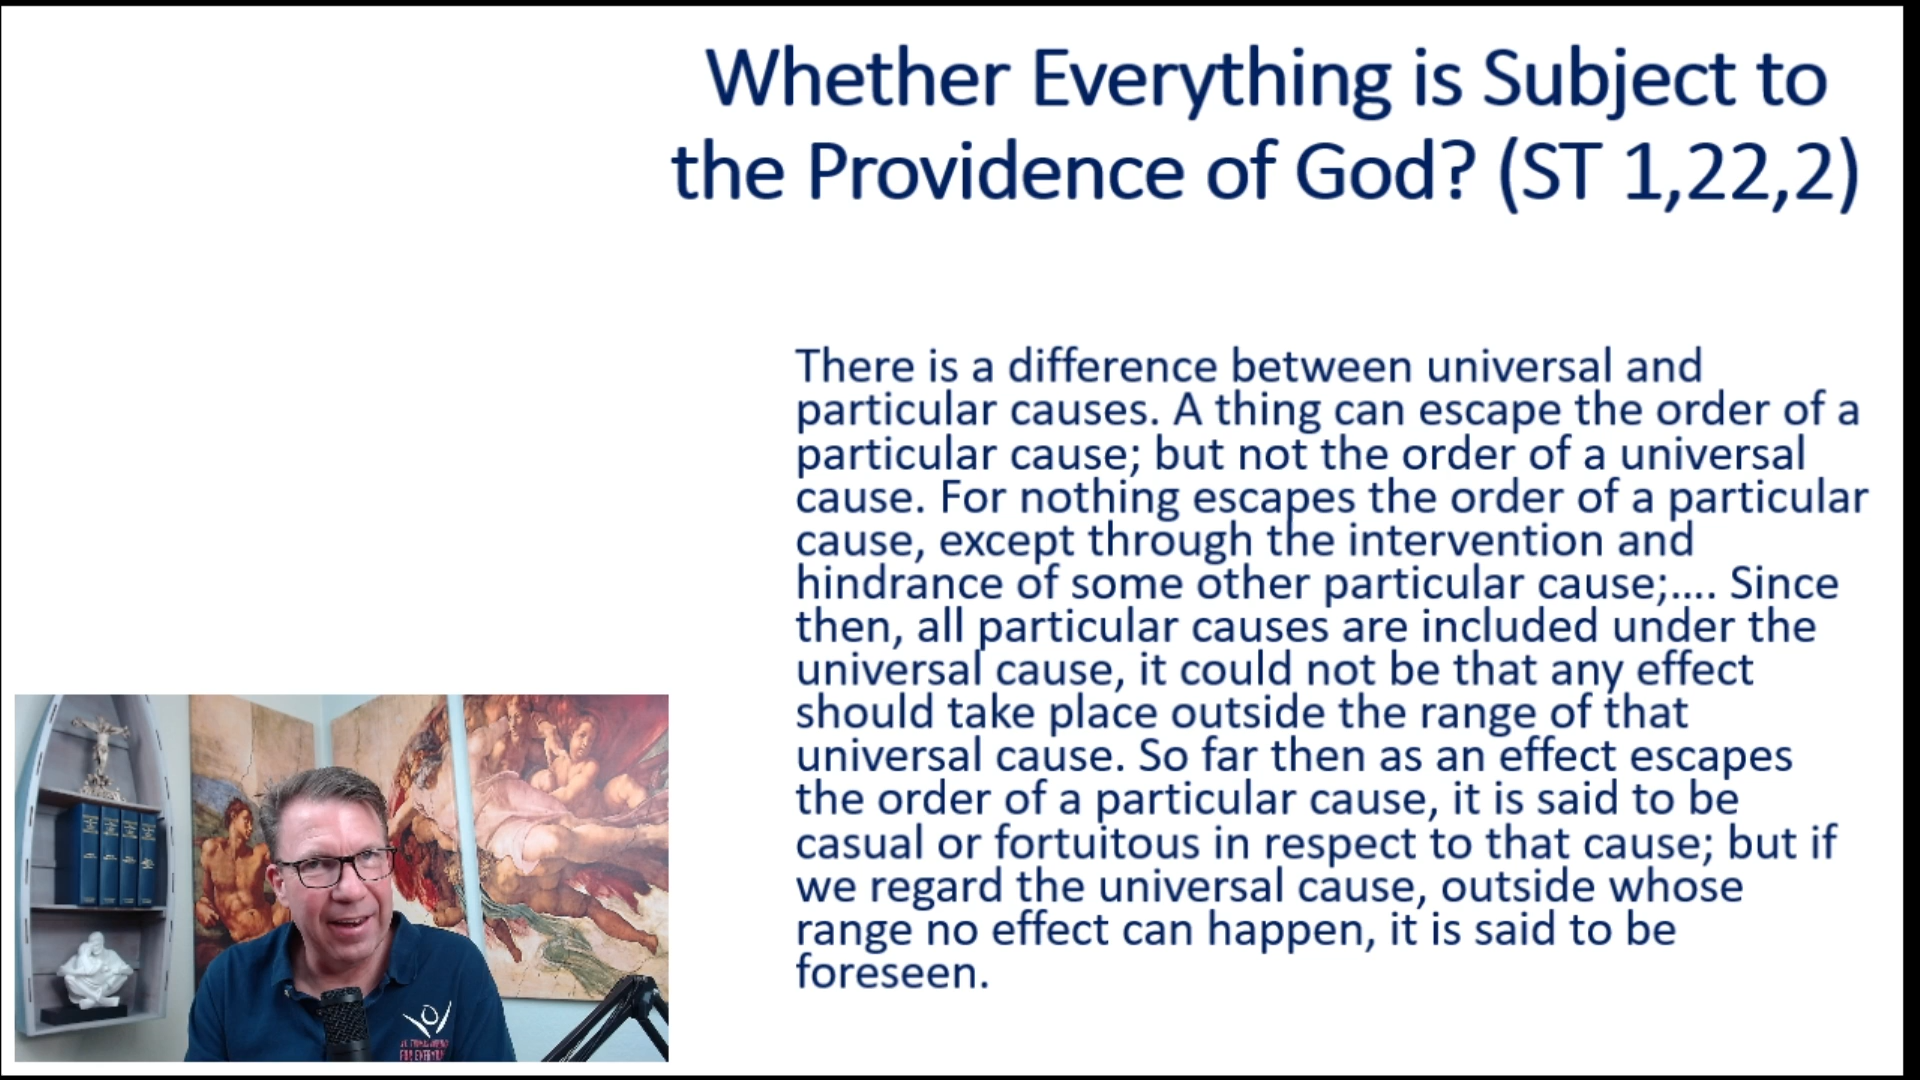 Whether Everything is Subject to
the Providence of God? (ST 1,22,2)
There is a difference between universal and
particular causes. A thing can escape the order of a
particular cause; but not the order of a universal
cause. For nothing escapes the order of a particular
cause, except through the intervention and
hindrance of some other particular cause;.... Since
then, all particular causes are included under the
universal cause, it could not be that any effect
should take place outside the range of that
universal cause. So far then as an effect escapes
the order of a particular cause, it is said to be
casual or fortuitous in respect to that cause; but if
we regard the universal cause, outside whose
range no effect can happen, it is said to be
foreseen.